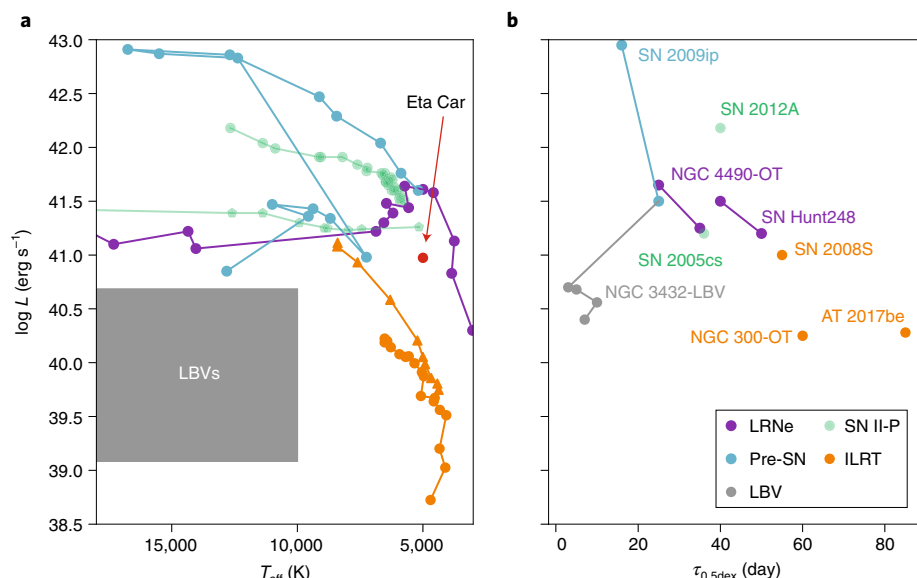 a
b
43.0
42.5
42.0
41.5
41.0
40.5
40.0
39.5
39.0
38.5
log L (erg s⁻¹)
Eta Car
LBVs
15,000
10,000
5,000
T_eff (K)
SN 2009ip
SN 2012A
NGC 4490-OT
SN Hunt248
SN 2005cs
SN 2008S
NGC 3432-LBV
AT 2017be
NGC 300-OT
LRNe
SN II-P
Pre-SN
ILRT
LBV
0
20
40
60
80
τ_0.5dex (day)